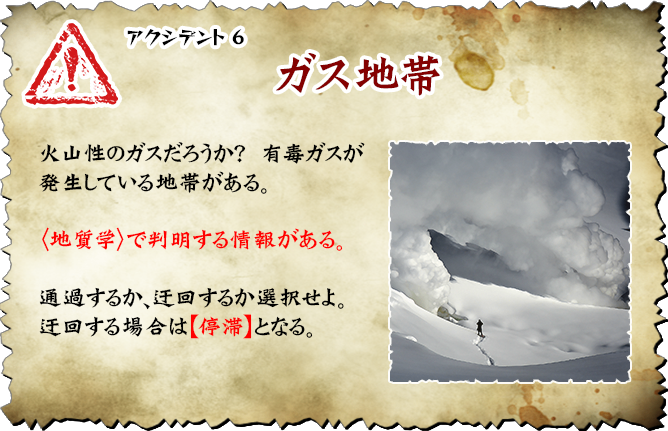 アクシデント 6
ガス地帯
火山性のガスだろうか? 有毒ガスが
発生している地帯がある。
〈地質学〉で判明する情報がある。
通過するか、迂回するか選択せよ。
迂回する場合は【停滞】となる。